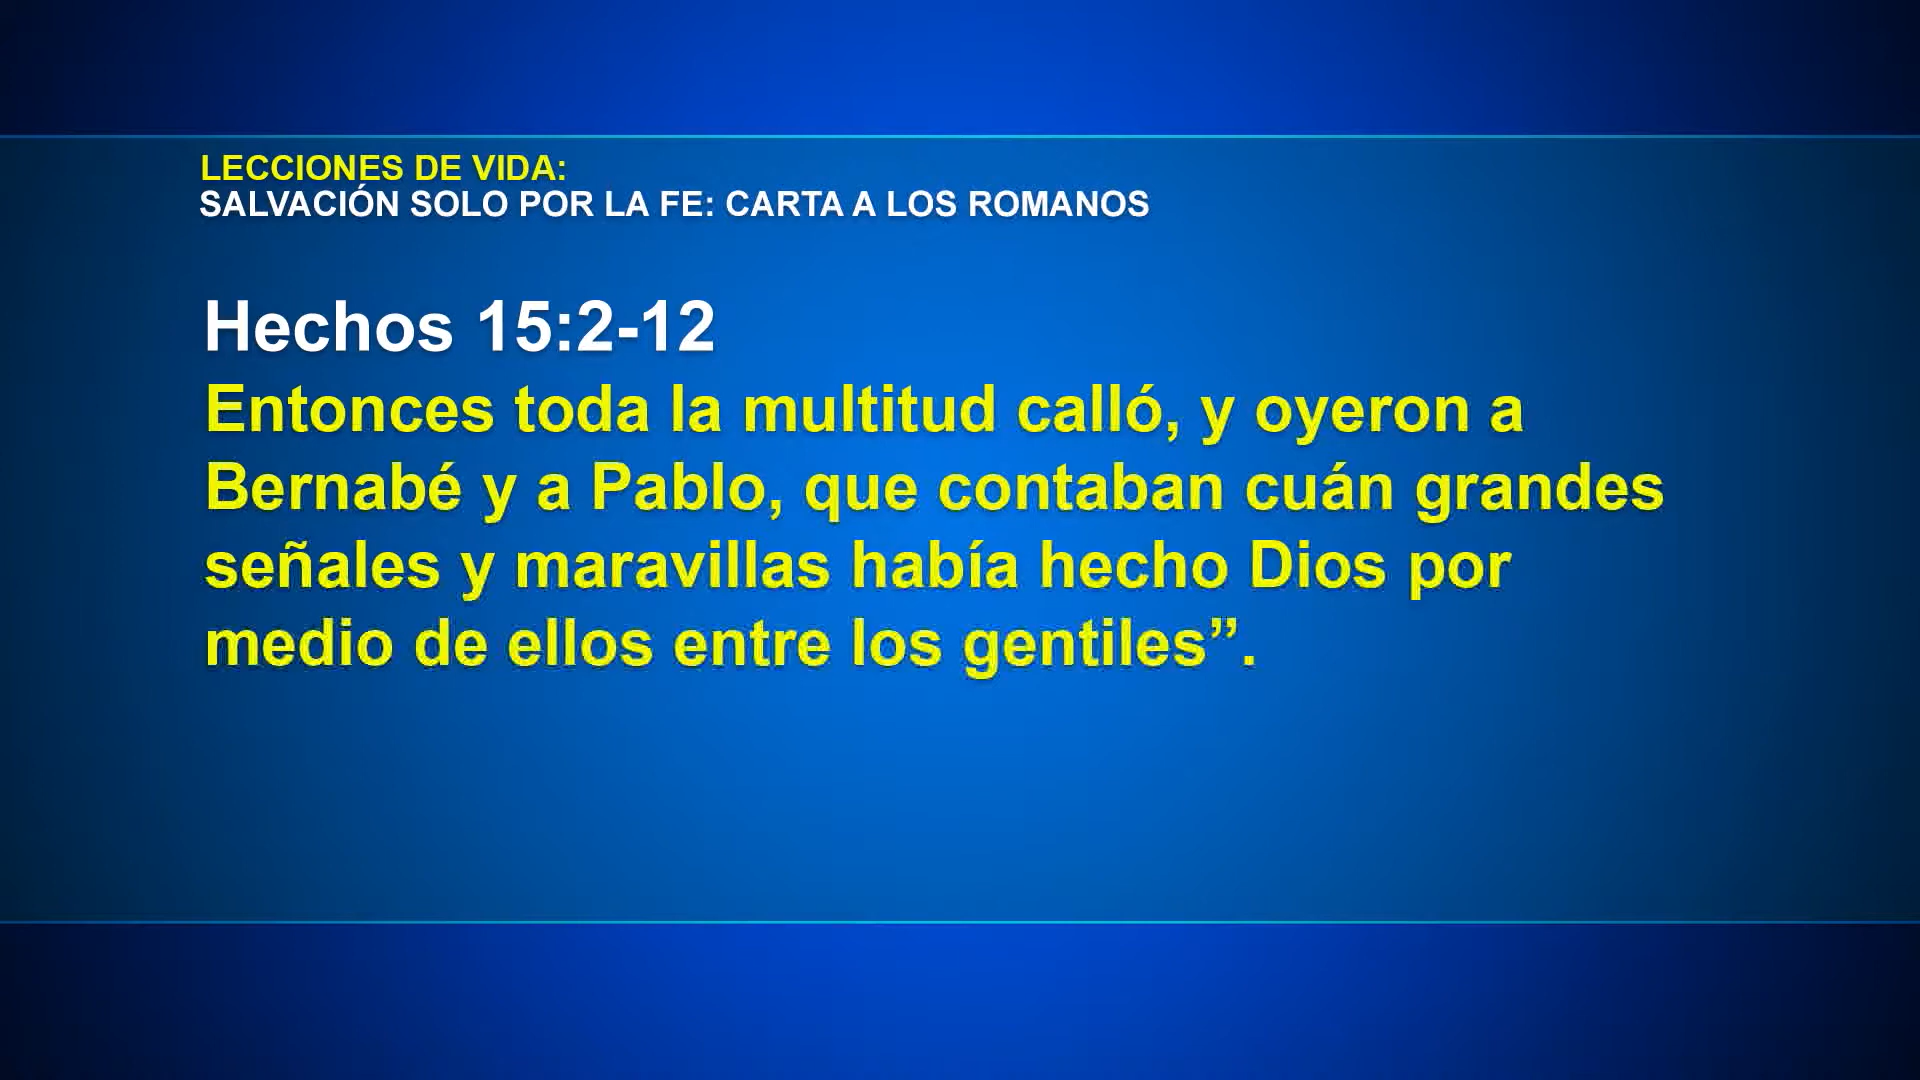 LECCIONES DE VIDA:
SALVACIÓN SOLO POR LA FE: CARTA A LOS ROMANOS
Hechos 15:2-12
Entonces toda la multitud calló, y oyeron a
Bernabé y a Pablo, que contaban cuán grandes
señales y maravillas había hecho Dios por
medio de ellos entre los gentiles”.